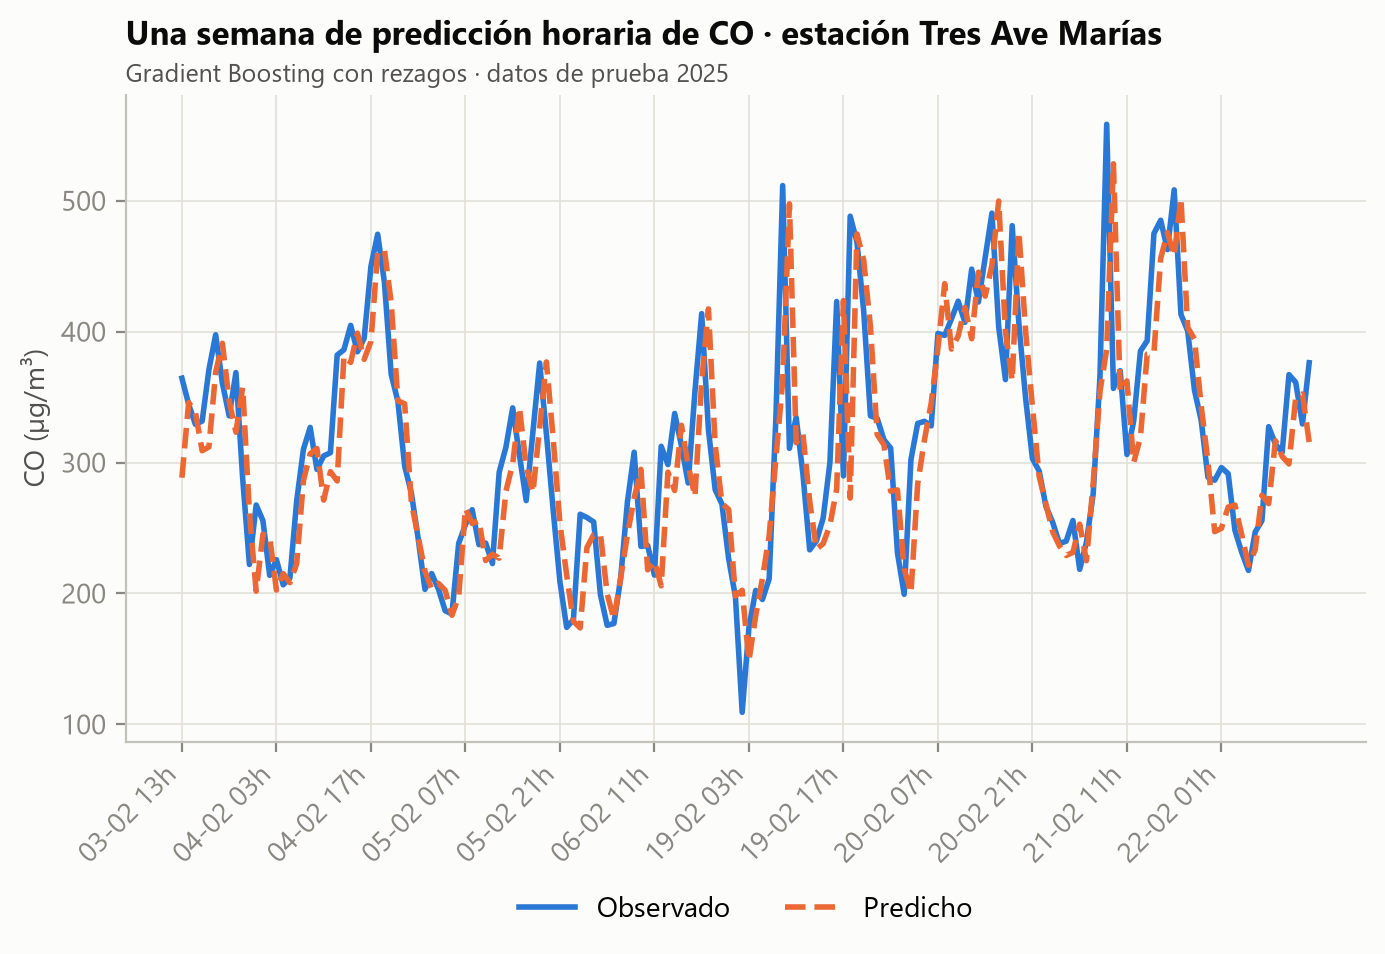 Una semana de predicción horaria de CO · estación Tres Ave Marías
Gradient Boosting con rezagos · datos de prueba 2025
CO (µg/m³)
500
400
300
200
100
03-02 13h
04-02 03h
04-02 17h
05-02 07h
05-02 21h
06-02 11h
19-02 03h
19-02 17h
20-02 07h
20-02 21h
21-02 11h
22-02 01h
Observado
Predicho